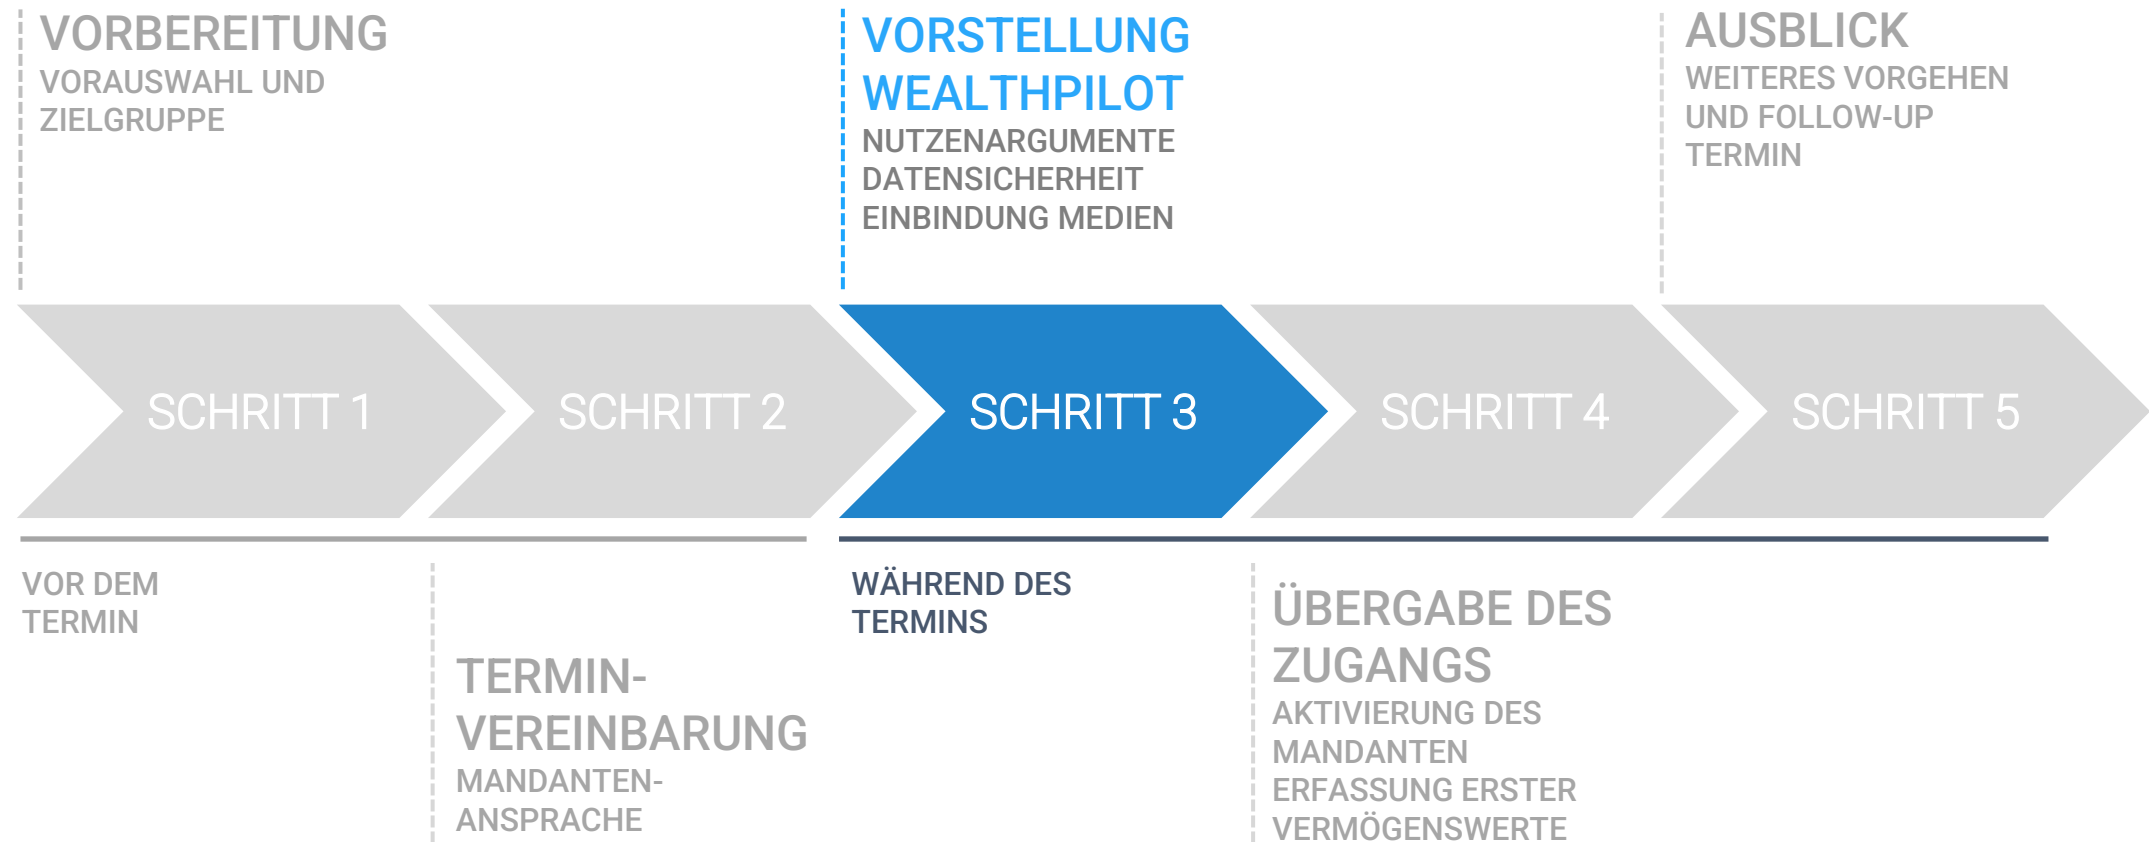 VORBEREITUNG
VORAUSWAHL UND
ZIELGRUPPE
VORSTELLUNG
WEALTHPILOT
NUTZENARGUMENTE
DATENSICHERHEIT
EINBINDUNG MEDIEN
AUSBLICK
WEITERES VORGEHEN
UND FOLLOW-UP
TERMIN
SCHRITT 1
SCHRITT 2
SCHRITT 3
SCHRITT 4
SCHRITT 5
VOR DEM
TERMIN
TERMIN-
VEREINBARUNG
MANDANTEN-
ANSPRACHE
WÄHREND DES
TERMINS
ÜBERGABE DES
ZUGANGS
AKTIVIERUNG DES
MANDANTEN
ERFASSUNG ERSTER
VERMÖGENSWERTE